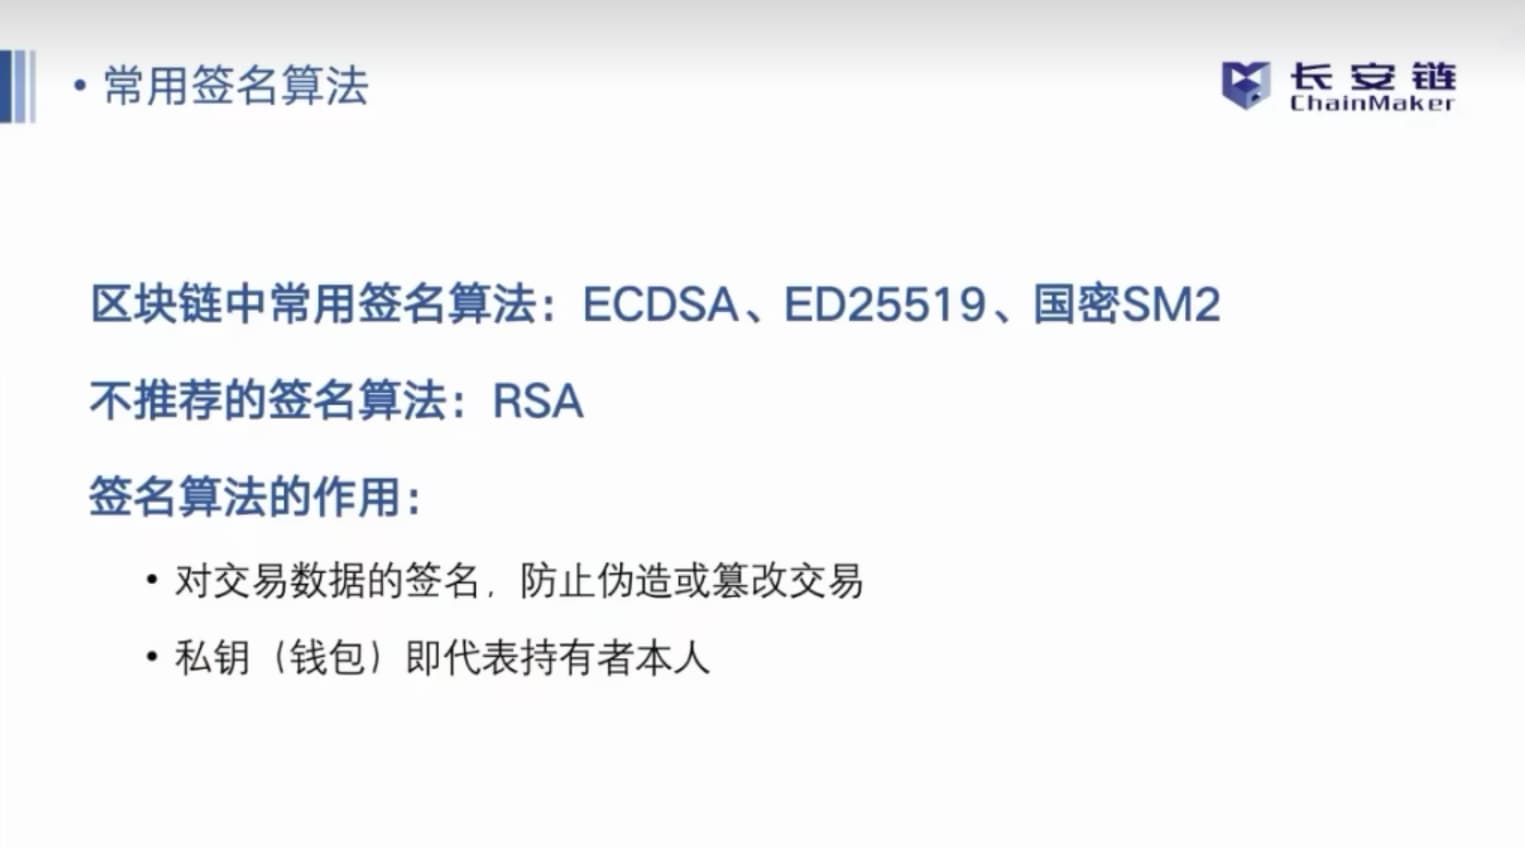 • 常用签名算法
长安链
ChainMaker
区块链中常用签名算法：ECDSA、ED25519、国密SM2
不推荐的签名算法：RSA
签名算法的作用：
• 对交易数据的签名，防止伪造或篡改交易
• 私钥（钱包）即代表持有者本人